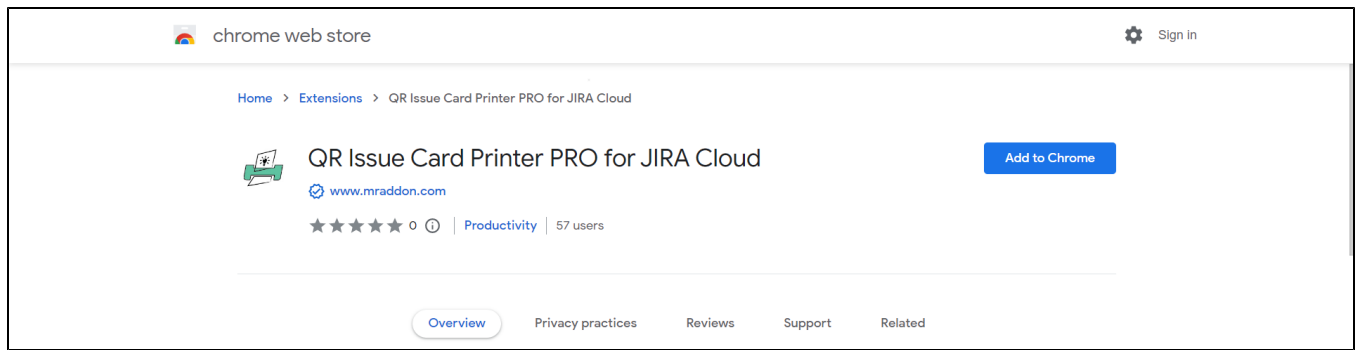 chrome web store
Sign in
Home > Extensions > QR Issue Card Printer PRO for JIRA Cloud
QR Issue Card Printer PRO for JIRA Cloud
Add to Chrome
www.mraddon.com
0 Productivity 57 users
Overview Privacy practices Reviews Support Related